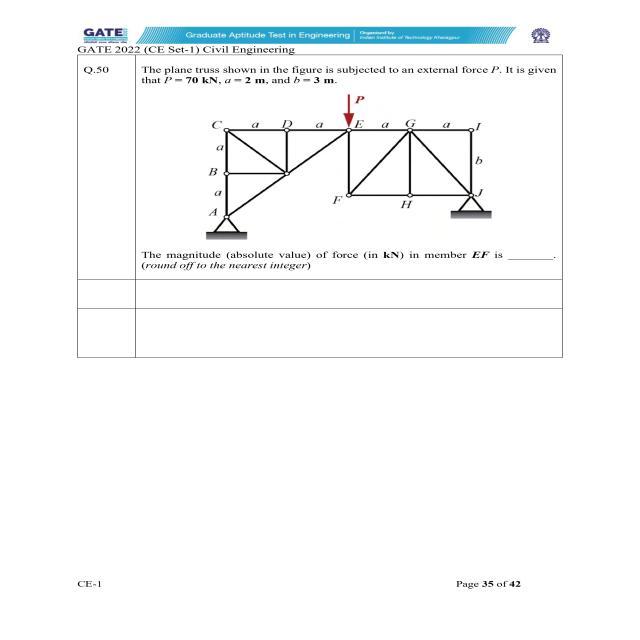 GATE
Graduate Aptitude Test in Engineering
Organised by
Indian Institute of Technology Kharagpur
GATE 2022 (CE Set-1) Civil Engineering
Q.50
The plane truss shown in the figure is subjected to an external force P. It is given
that P = 70 kN, a = 2 m, and b = 3 m.
P
C a D a E a G a I
a
b
B
a
F H J
A
The magnitude (absolute value) of force (in kN) in member EF is _______.
(round off to the nearest integer)
CE-1
Page 35 of 42